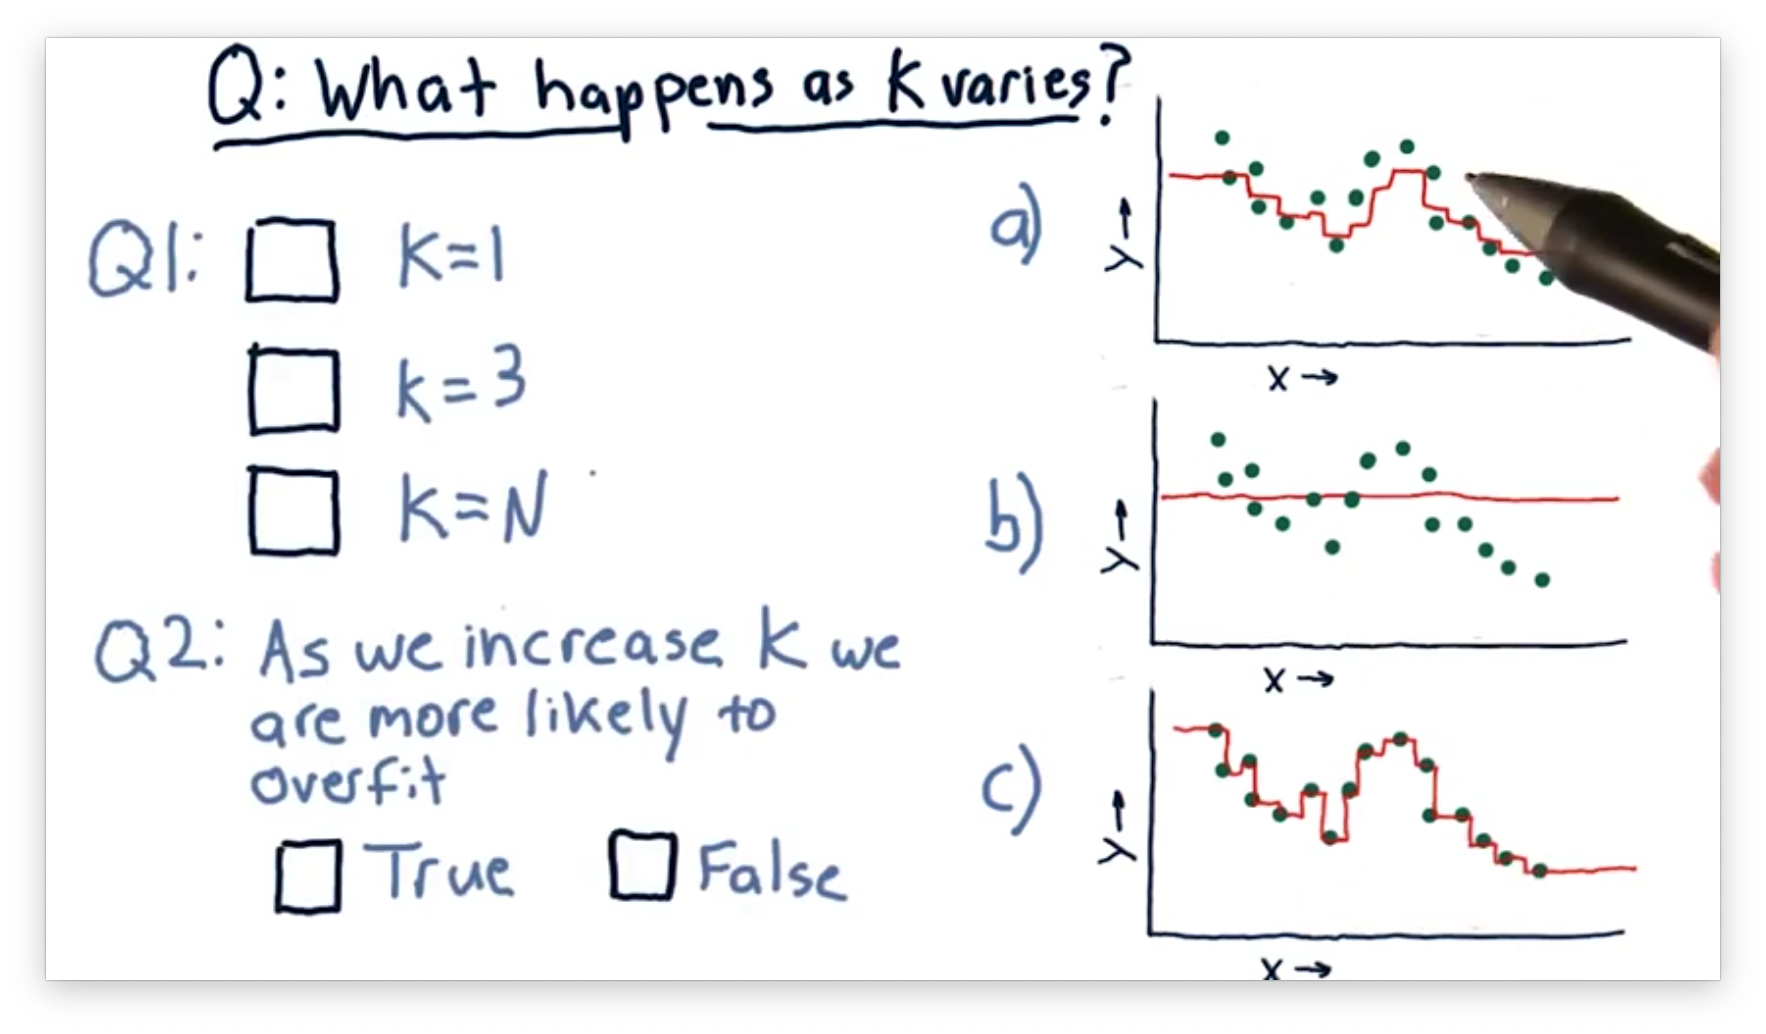 Q: What happens as K varies?
Q1: K=1
k=3
K=N
Q2: As we increase K we
are more likely to
overfit
True False
a)
Y
X
b)
Y
X
c)
Y
X